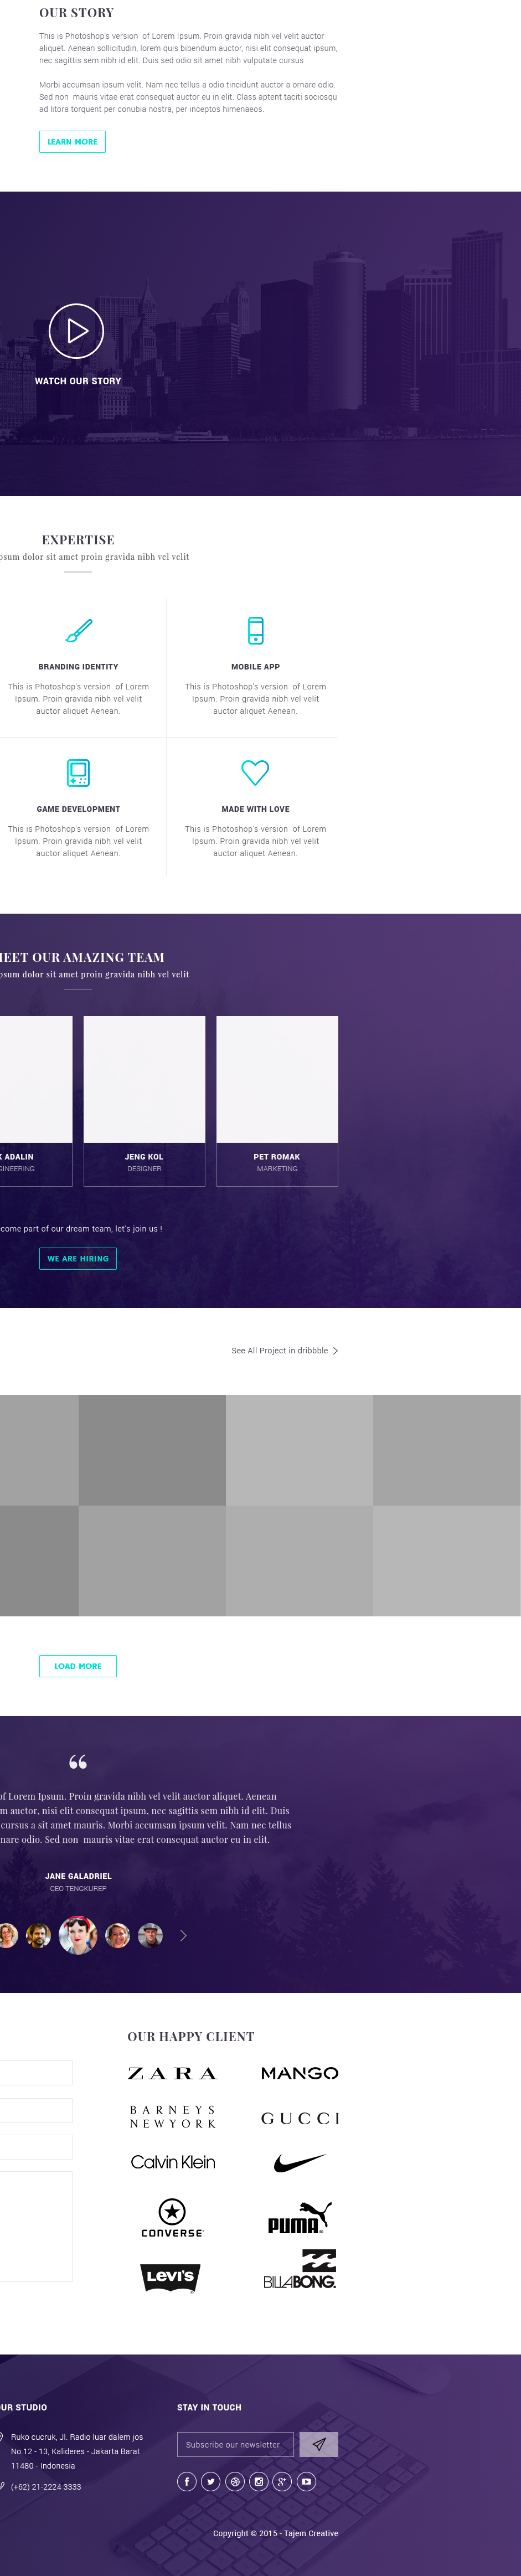 OUR STORY
This is Photoshop's version of Lorem Ipsum. Proin gravida nibh vel velit auctor
aliquet. Aenean sollicitudin, lorem quis bibendum auctor, nisi elit consequat ipsum,
nec sagittis sem nibh id elit. Duis sed odio sit amet nibh vulputate cursus
Morbi accumsan ipsum velit. Nam nec tellus a odio tincidunt auctor a ornare odio.
Sed non mauris vitae erat consequat auctor eu in elit. Class aptent taciti sociosqu
ad litora torquent per conubia nostra, per inceptos himenaeos.
LEARN MORE
WATCH OUR STORY
EXPERTISE
dolor sit amet proin gravida nibh vel velit
BRANDING IDENTITY
This is Photoshop's version of Lorem
Ipsum. Proin gravida nibh vel velit
auctor aliquet Aenean.
MOBILE APP
This is Photoshop's version of Lorem
Ipsum. Proin gravida nibh vel velit
auctor aliquet Aenean.
GAME DEVELOPMENT
This is Photoshop's version of Lorem
Ipsum. Proin gravida nibh vel velit
auctor aliquet Aenean.
MADE WITH LOVE
This is Photoshop's version of Lorem
Ipsum. Proin gravida nibh vel velit
auctor aliquet Aenean.
OUR AMAZING TEAM
dolor sit amet proin gravida nibh vel velit
ADALIN
JENG KOL
DESIGNER
PET ROMAK
MARKETING
come part of our dream team, let's join us !
WE ARE HIRING
See All Project in dribbble
LOAD MORE
“
of Lorem Ipsum. Proin gravida nibh vel velit auctor aliquet. Aenean
auctor, nisi elit consequat ipsum, nec sagittis sem nibh id elit. Duis
cursus a sit amet mauris. Morbi accumsan ipsum velit. Nam nec tellus
odio. Sed non mauris vitae erat consequat auctor eu in elit.
JANE GALADRIEL
CEO TENGKUREP
OUR HAPPY CLIENT
ZARA
MANGO
BARNEYS
NEWYORK
GUCCI
Calvin Klein
CONVERSE
PUMA
LEVI'S
BILLABONG.
STUDIO
Ruko cucruk, Jl. Radio luar dalem jos
No.12 - 13, Kalideres - Jakarta Barat
11480 - Indonesia
(+62) 21-2224 3333
STAY IN TOUCH
Subscribe our newsletter
Copyright © 2015 - Tajem Creative